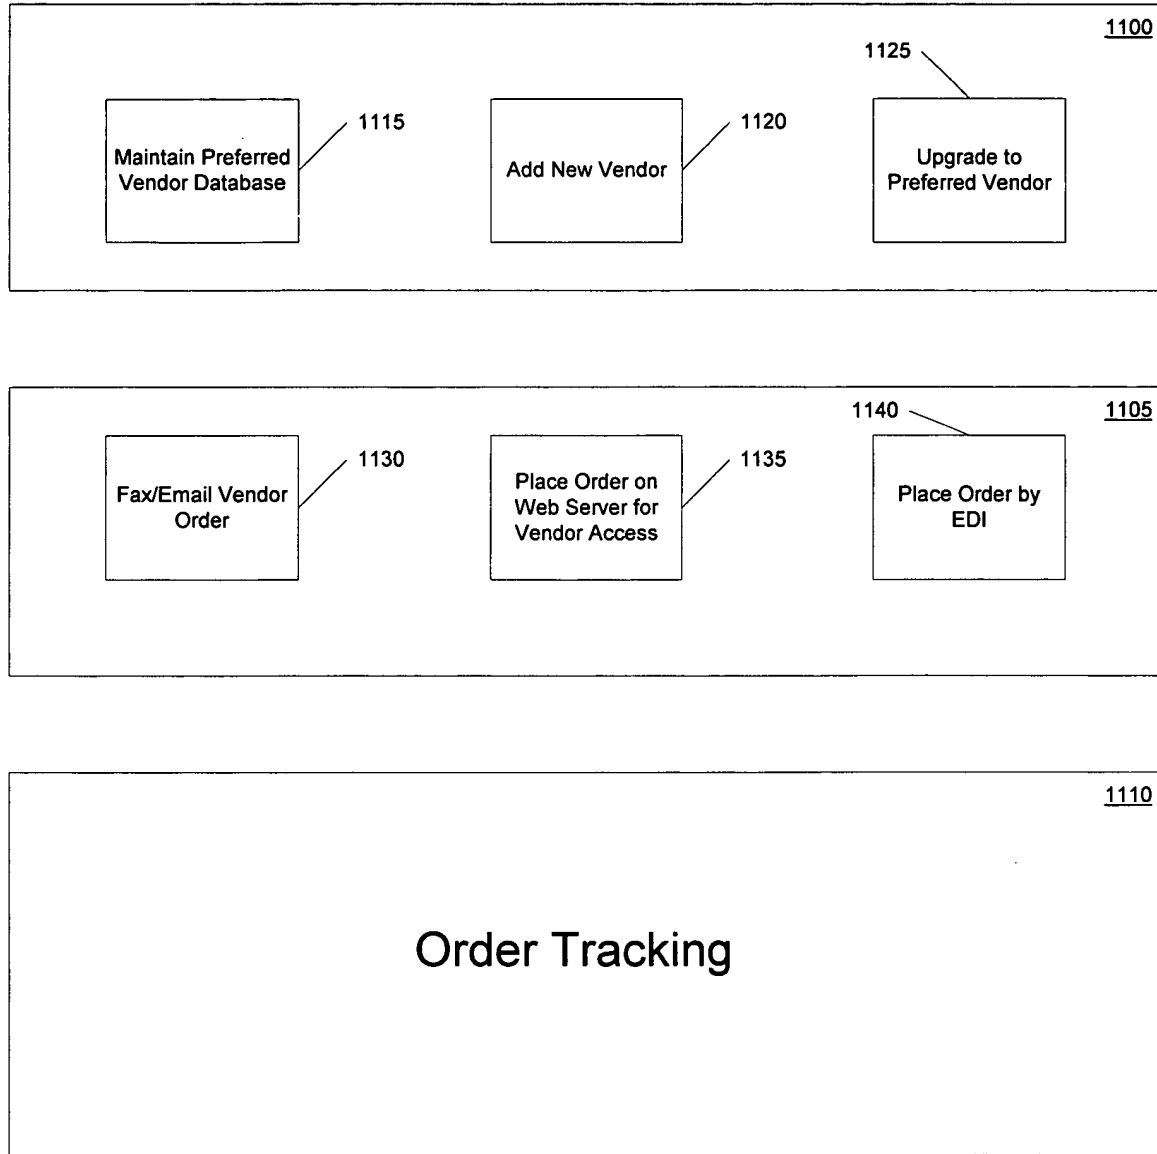 1100
1125
1115
1120
Maintain Preferred
Vendor Database
Add New Vendor
Upgrade to
Preferred Vendor
1105
1140
1130
1135
Fax/Email Vendor
Order
Place Order on
Web Server for
Vendor Access
Place Order by
EDI
1110
Order Tracking